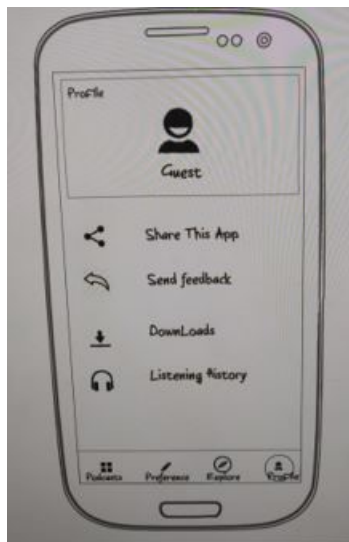 Profile
Guest
Share This App
Send feedback
DownLoads
Listening History
Podcasts Preference Explore Profile